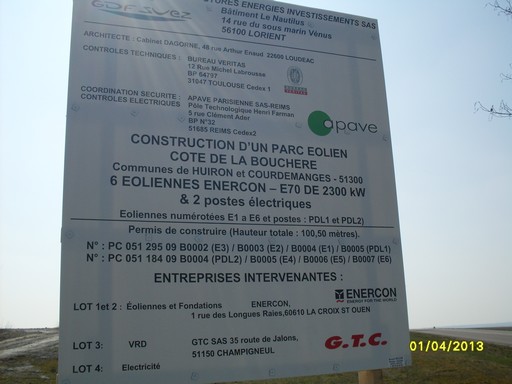 GDF SUEZ
ENERGIES INVESTISSEMENTS SAS
Bâtiment Le Nautilus
14 rue du sous marin Vénus
56100 LORIENT
ARCHITECTE : Cabinet DAGORNE, 48 rue Arthur Enaud 22600 LOUDEAC
CONTROLES TECHNIQUES : BUREAU VERITAS
12 Rue Michel Labrousse
BP 64797
31047 TOULOUSE Cedex 1
COORDINATION SECURITE : APAVE PARISIENNE SAS-REIMS
CONTROLES ELECTRIQUES Pôle Technologique Henri Farman
5 rue Clément Ader
BP N°32
51685 REIMS Cedex2
apave
CONSTRUCTION D'UN PARC EOLIEN
COTE DE LA BOUCHERE
Communes de HUIRON et COURDEMANGES - 51300
6 EOLIENNES ENERCON – E70 DE 2300 kW
& 2 postes électriques
Eoliennes numérotées E1 a E6 et postes : PDL1 et PDL2)
Permis de construire (Hauteur totale : 100,50 mètres).
N° : PC 051 295 09 B0002 (E3) / B0003 (E2) / B0004 (E1) / B0005 (PDL1)
N° : PC 051 184 09 B0004 (PDL2) / B0005 (E4) / B0006 (E5) / B0007 (E6)
ENTREPRISES INTERVENANTES :
ENERCON
ENERGY FOR THE WORLD
LOT 1et 2 : Éoliennes et Fondations ENERCON,
1 rue des Longues Raies,60610 LA CROIX ST OUEN
LOT 3: VRD GTC SAS 35 route de Jalons,
51150 CHAMPIGNEUL
G.T.C.
LOT 4: Electricité
01/04/2013